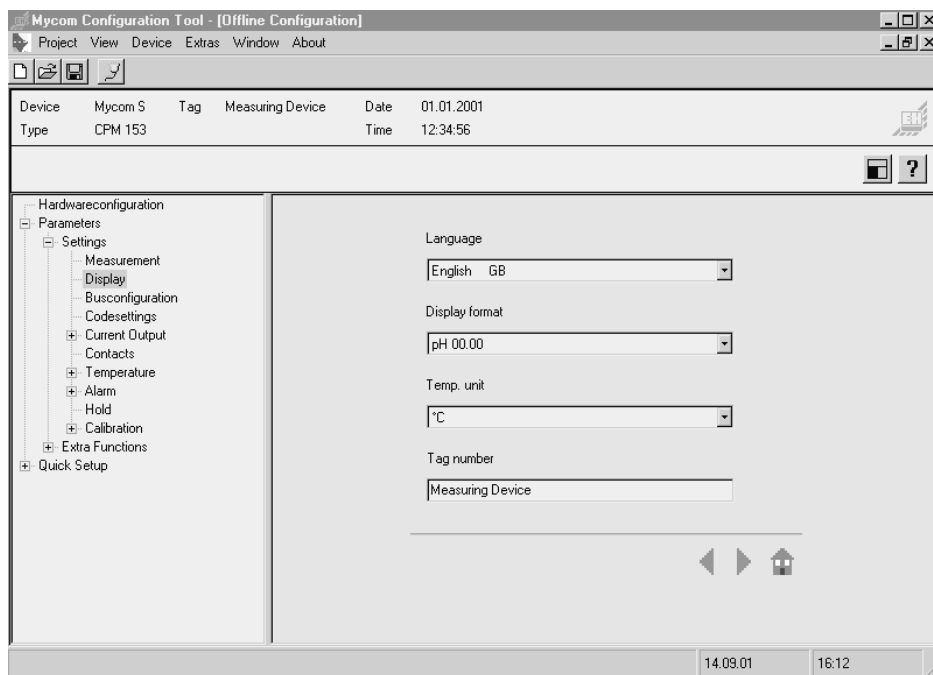 Mycom Configuration Tool - [Offline Configuration]
Project View Device Extras Window About
Device Mycom S Tag Measuring Device Date 01.01.2001
Type CPM 153 Time 12:34:56
EH
?
Hardwareconfiguration
Parameters
Settings
Measurement
Display
Busconfiguration
Codesettings
Current Output
Contacts
Temperature
Alarm
Hold
Calibration
Extra Functions
Quick Setup
Language
English GB
Display format
pH 00.00
Temp. unit
°C
Tag number
Measuring Device
14.09.01 16:12